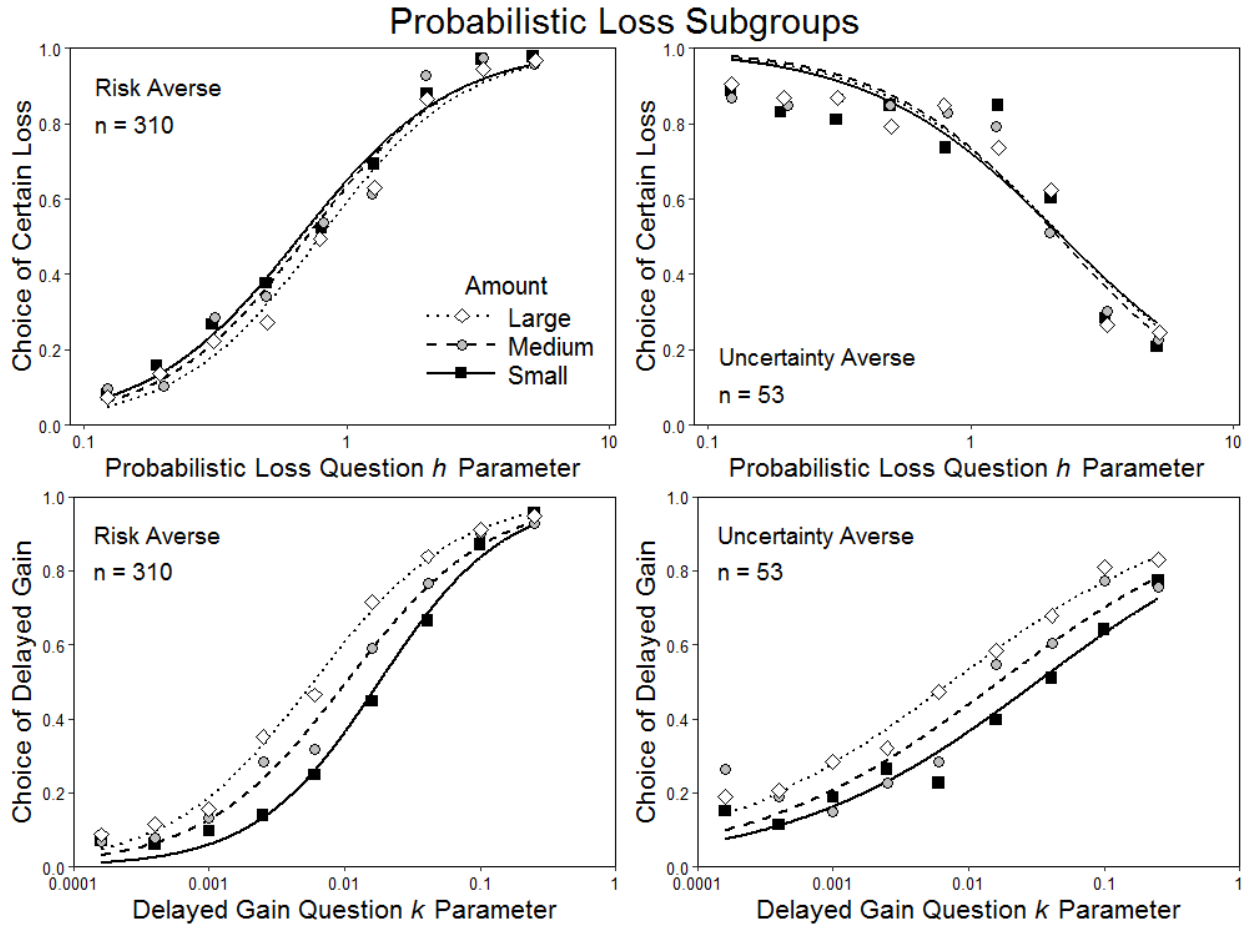 Probabilistic Loss Subgroups
Choice of Certain Loss
1.0
0.8
0.6
0.4
0.2
0.0
Risk Averse
n = 310
Amount
Large
Medium
Small
0.1
1
10
Probabilistic Loss Question h Parameter
Choice of Certain Loss
1.0
0.8
0.6
0.4
0.2
0.0
Uncertainty Averse
n = 53
0.1
1
10
Probabilistic Loss Question h Parameter
Choice of Delayed Gain
1.0
0.8
0.6
0.4
0.2
0.0
Risk Averse
n = 310
0.0001
0.001
0.01
0.1
1
Delayed Gain Question k Parameter
Choice of Delayed Gain
1.0
0.8
0.6
0.4
0.2
0.0
Uncertainty Averse
n = 53
0.0001
0.001
0.01
0.1
1
Delayed Gain Question k Parameter